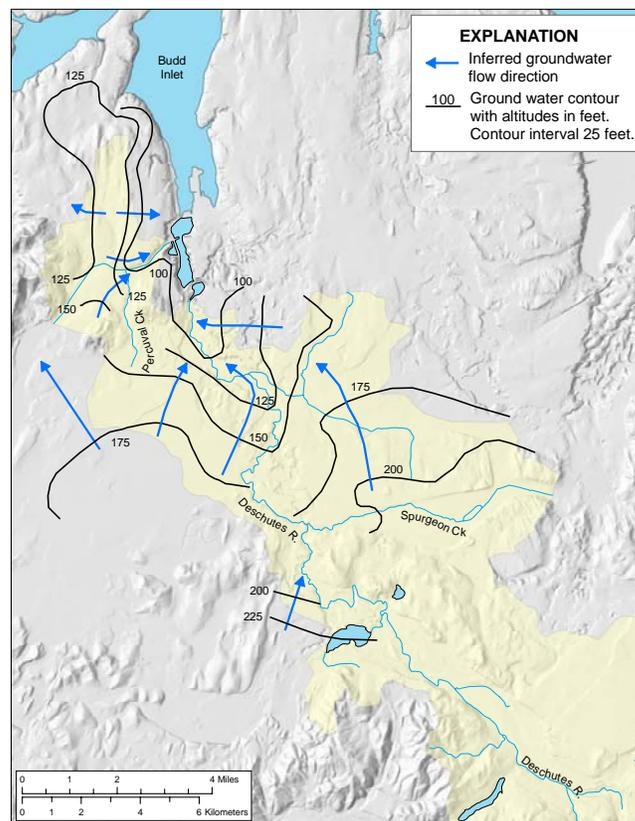 Budd
Inlet
EXPLANATION
Inferred groundwater
flow direction
100 Ground water contour
with altitudes in feet.
Contour interval 25 feet.
125
125
150
100
125
Percuval Ck
100
175
125
150
175
200
Deschutes R.
Spurgeon Ck
200
225
Deschutes R.
0 1 2 4 Miles
0 1 2 4 6 Kilometers